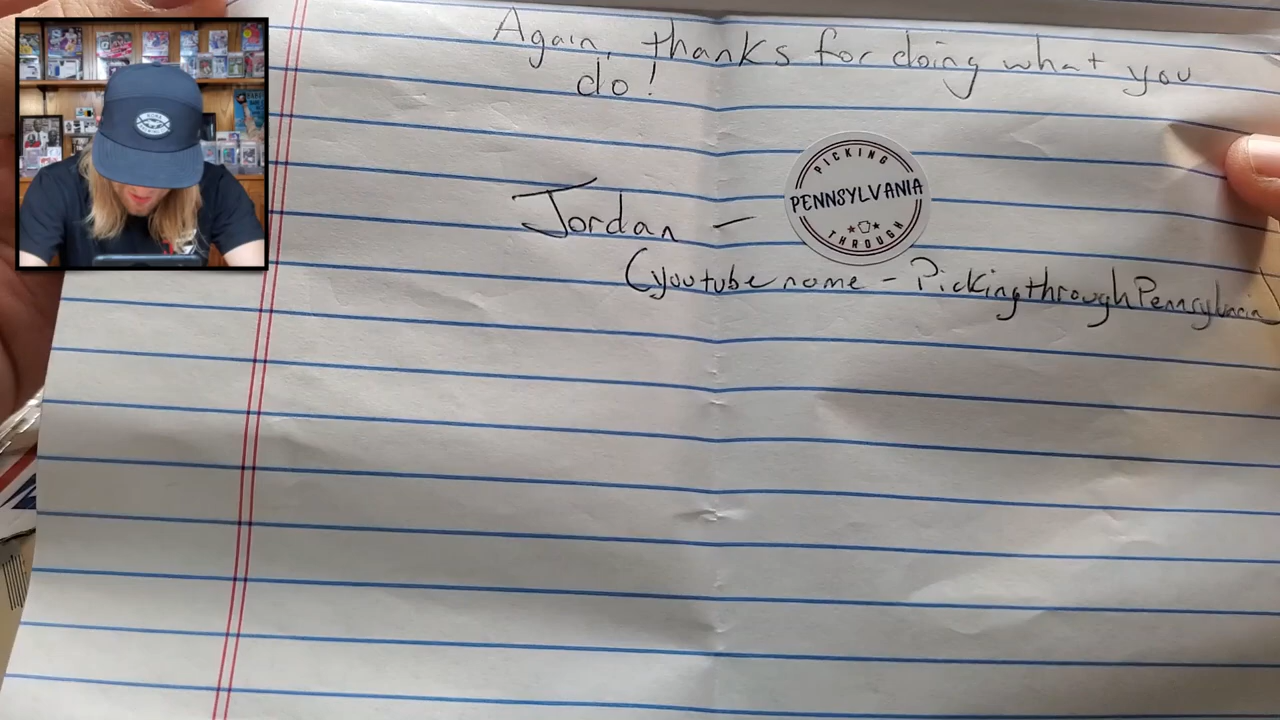 Again, thanks for doing what you
do!
PICKING
PENNSYLVANIA
THROUGH
Jordan -
(youtube name - PickingthroughPennsylvania)